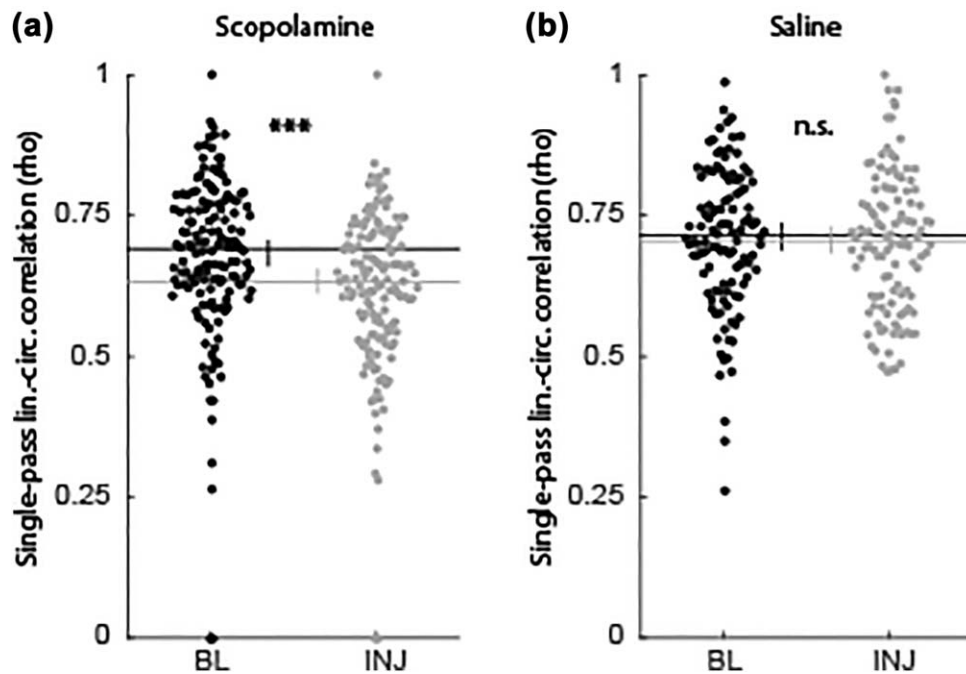 (a) Scopolamine
Single-pass lin.-circ. correlation (rho)
1
0.75
0.5
0.25
0
***
BL INJ
(b) Saline
Single-pass lin.-circ. correlation (rho)
1
0.75
0.5
0.25
0
n.s.
BL INJ